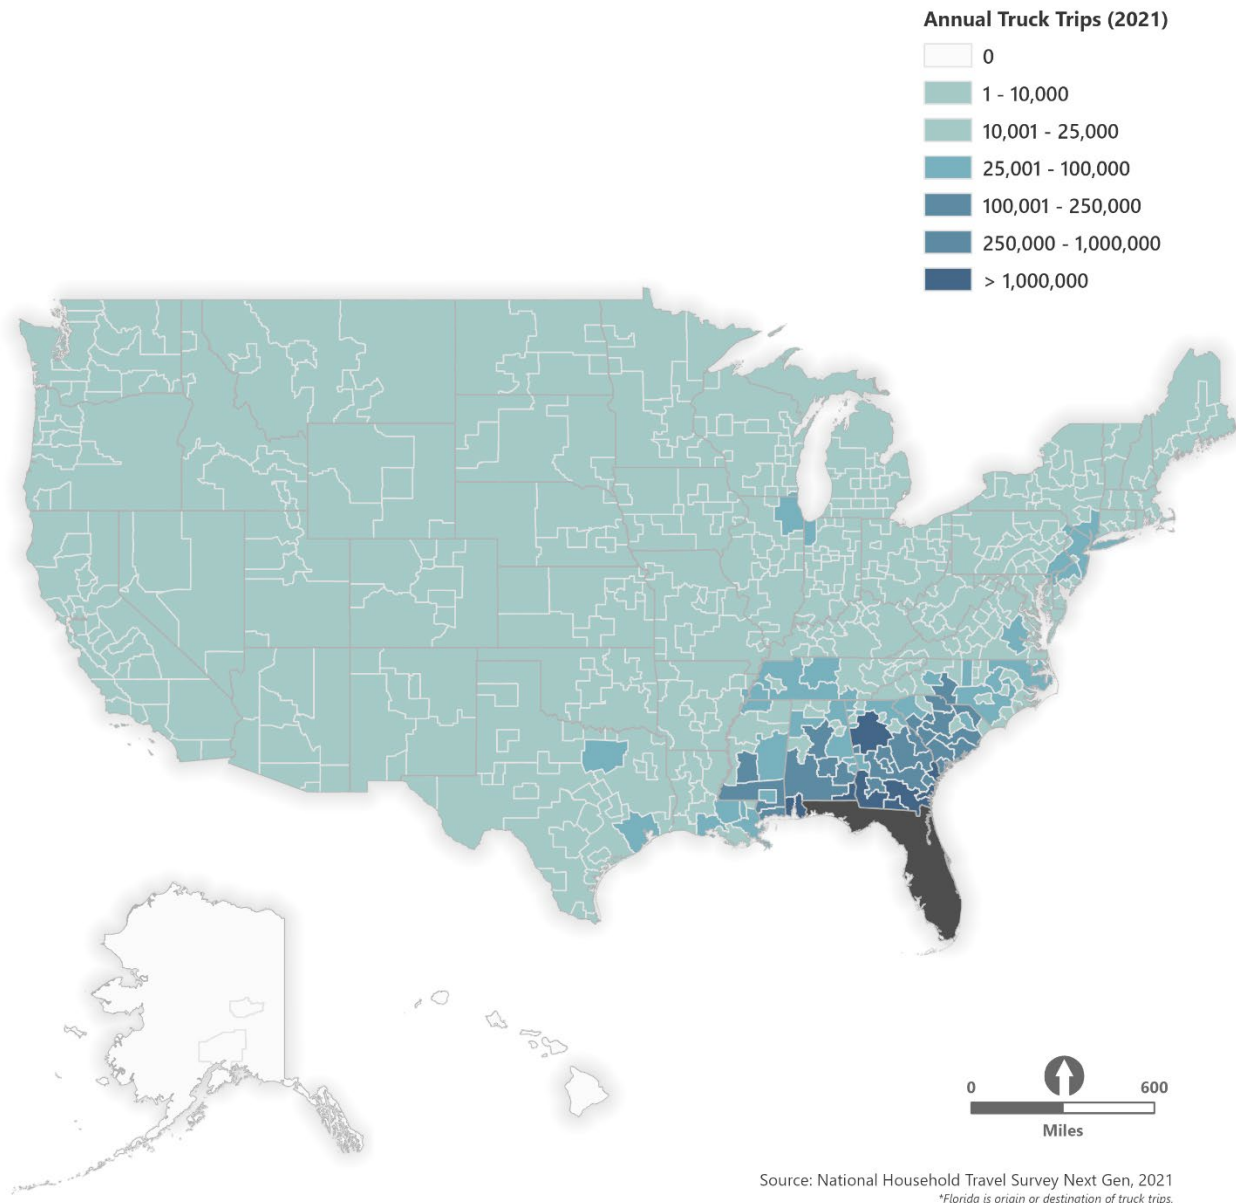 Annual Truck Trips (2021)
0
1 - 10,000
10,001 - 25,000
25,001 - 100,000
100,001 - 250,000
250,000 - 1,000,000
> 1,000,000
0 600
Miles
Source: National Household Travel Survey Next Gen, 2021
*Florida is origin or destination of truck trips.